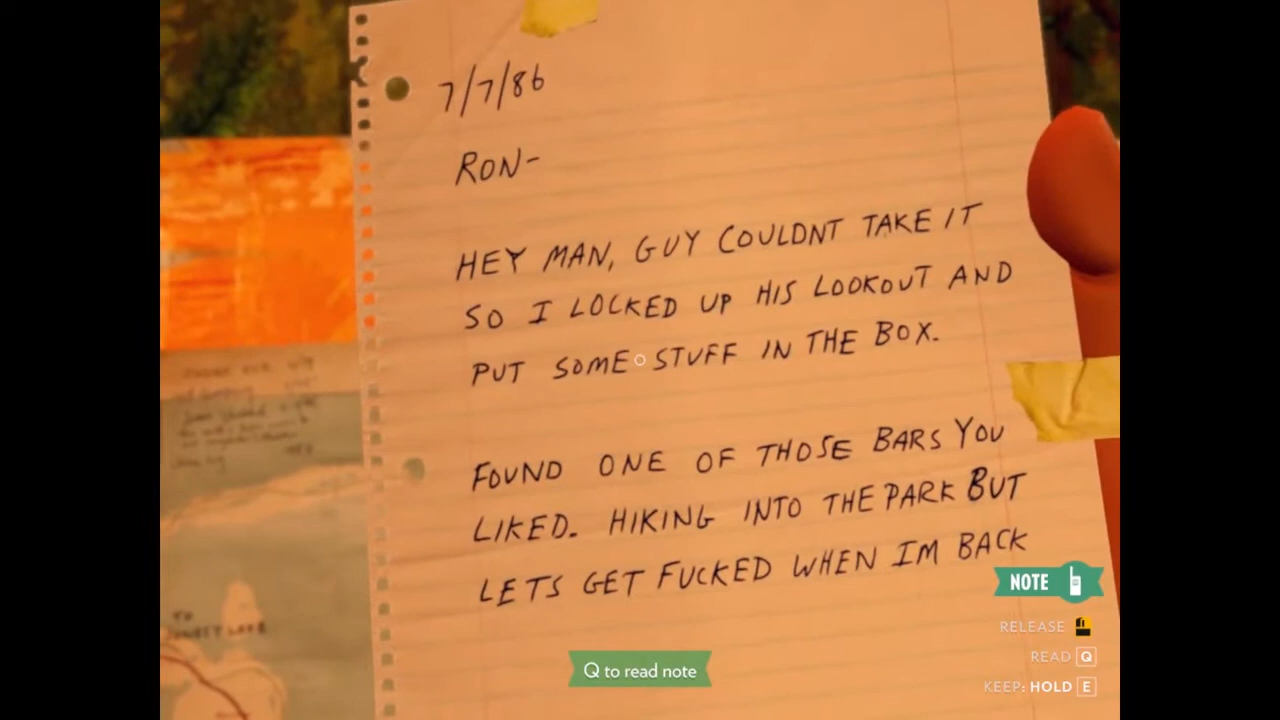 7/7/86
RON-
HEY MAN, GUY COULDNT TAKE IT
SO I LOCKED UP HIS LOOKOUT AND
PUT SOME STUFF IN THE BOX.
FOUND ONE OF THOSE BARS YOU
LIKED. HIKING INTO THE PARK BUT
LETS GET FUCKED WHEN IM BACK
NOTE
RELEASE
READ Q
KEEP: HOLD E
Q to read note
TO